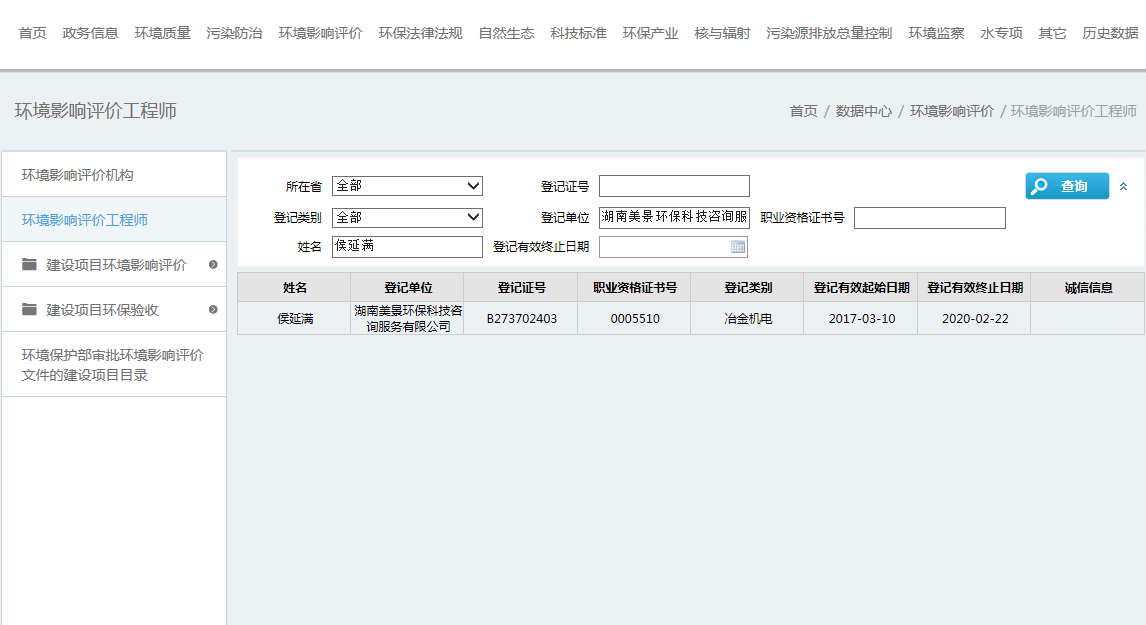 首页 政务信息 环境质量 污染防治 环境影响评价 环保法律法规 自然生态 科技标准 环保产业 核与辐射 污染源排放总量控制 环境监察 水专项 其它 历史数据
环境影响评价工程师
首页 / 数据中心 / 环境影响评价 / 环境影响评价工程师
环境影响评价机构
环境影响评价工程师
建设项目环境影响评价
建设项目环保验收
环境保护部审批环境影响评价
文件的建设项目目录
所在省 全部 登记证号 查询
登记类别 全部 登记单位 湖南美景环保科技咨询服 职业资格证书号
姓名 侯延满 登记有效终止日期
姓名 登记单位 登记证号 职业资格证书号 登记类别 登记有效起始日期 登记有效终止日期 诚信信息
侯延满 湖南美景环保科技咨 B273702403 0005510 冶金机电 2017-03-10 2020-02-22
询服务有限公司